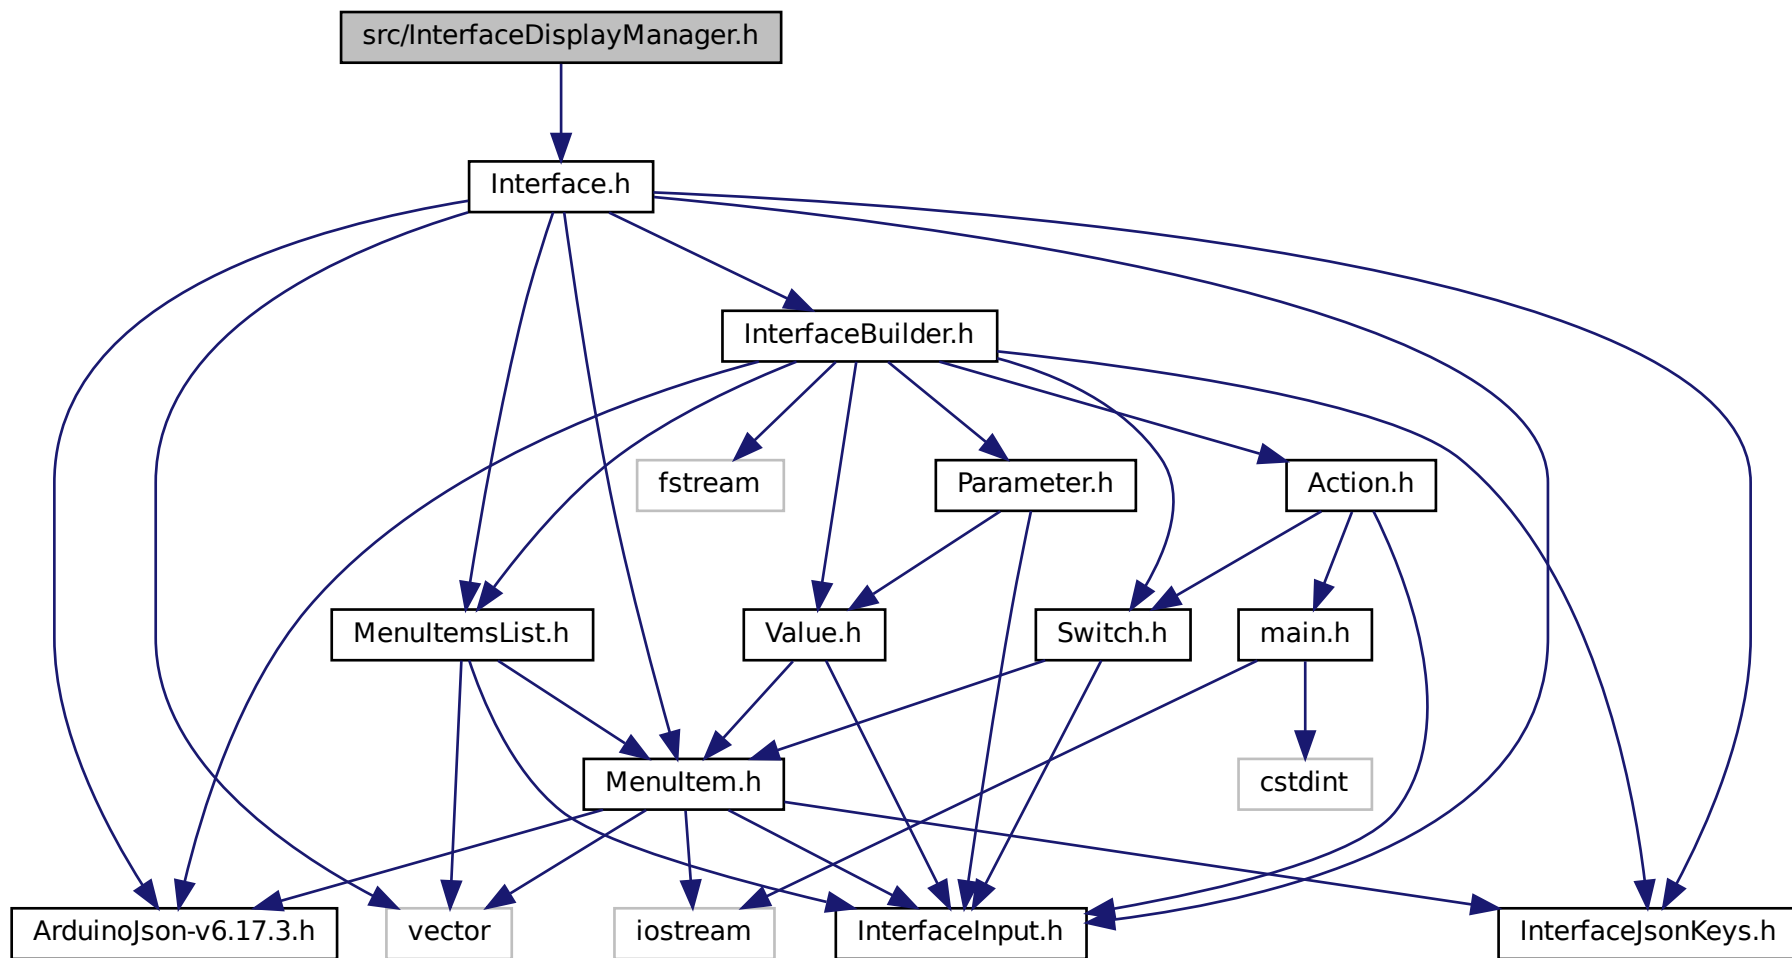 src/InterfaceDisplayManager.h
Interface.h
InterfaceBuilder.h
fstream
Parameter.h
Action.h
MenuItemsList.h
Value.h
Switch.h
main.h
MenuItem.h
cstdint
ArduinoJson-v6.17.3.h
vector
iostream
InterfaceInput.h
InterfaceJsonKeys.h